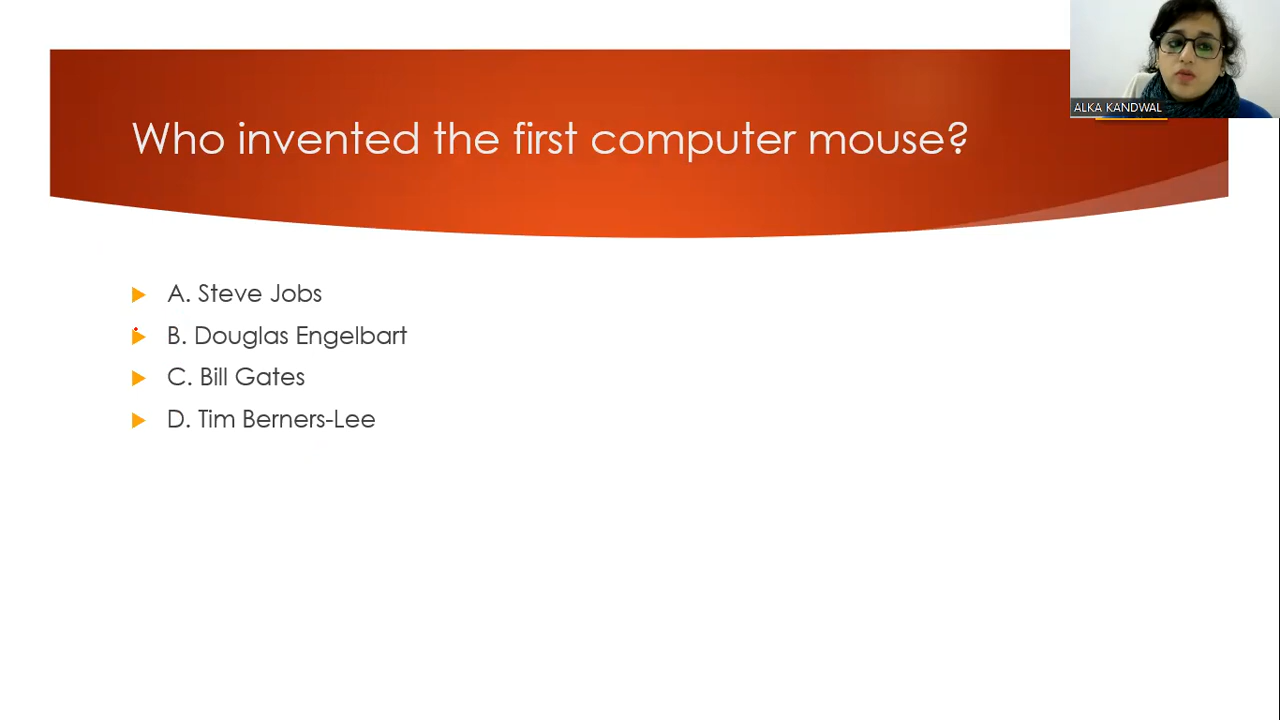 ALKA KANDWAL
Who invented the first computer mouse?
A. Steve Jobs
B. Douglas Engelbart
C. Bill Gates
D. Tim Berners-Lee